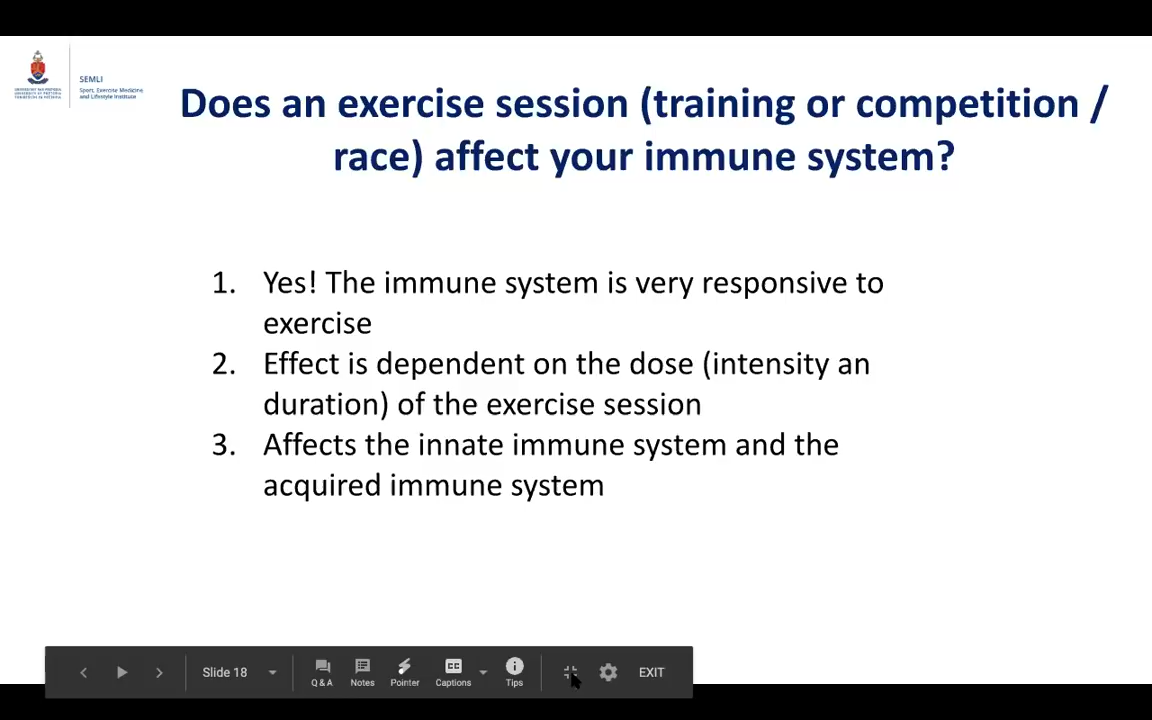 SEMLI
Sport, Exercise Medicine
and Lifestyle Institute
Does an exercise session (training or competition /
race) affect your immune system?
1. Yes! The immune system is very responsive to
exercise
2. Effect is dependent on the dose (intensity an
duration) of the exercise session
3. Affects the innate immune system and the
acquired immune system
Slide 18
Q & A
Notes
Pointer
CC
Captions
Tips
EXIT